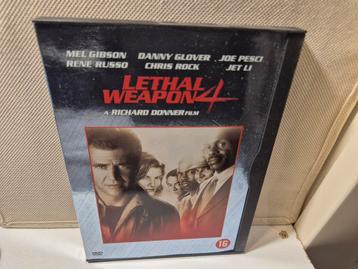 MEL GIBSON DANNY GLOVER JOE PESCI
RENE RUSSO CHRIS ROCK JET LI
LETHAL
WEAPON 4
A RICHARD DONNER FILM
16
DVD